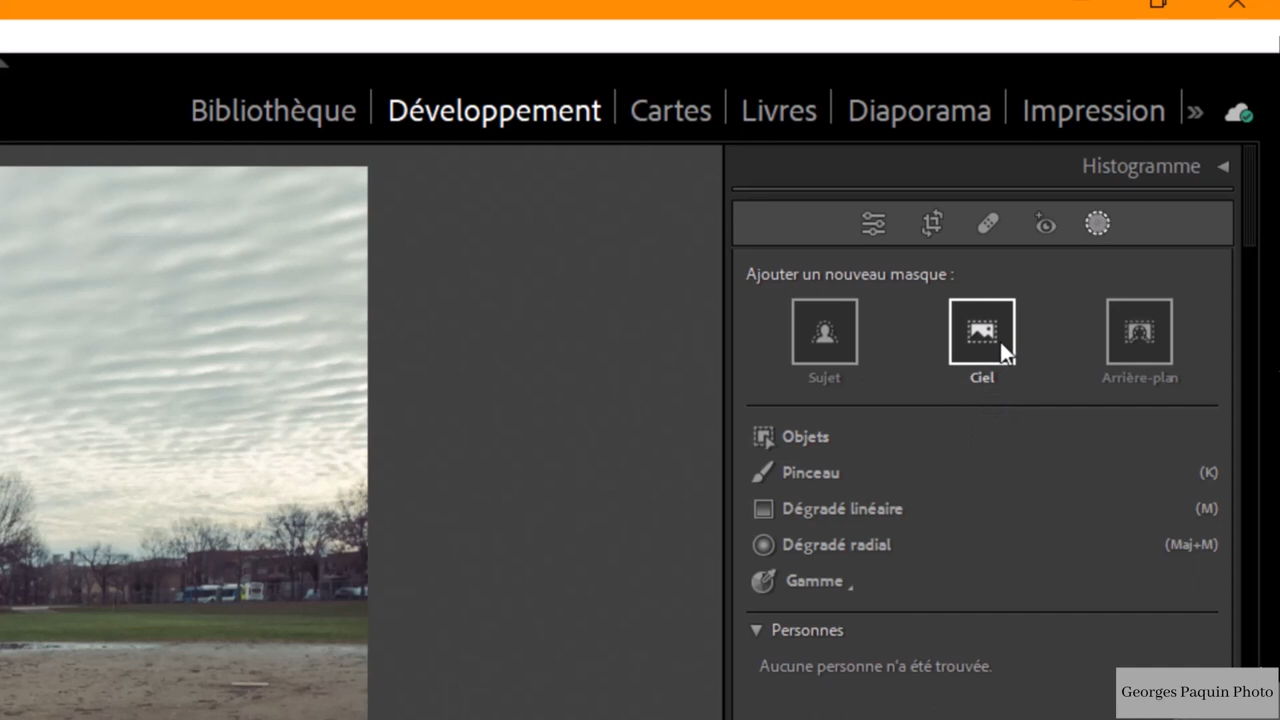 Bibliothèque | Développement | Cartes | Livres | Diaporama | Impression | »
Histogramme
Ajouter un nouveau masque :
Sujet Ciel Arrière-plan
Objets
Pinceau (K)
Dégradé linéaire (M)
Dégradé radial (Maj+M)
Gamme
Personnes
Aucune personne n'a été trouvée.
Georges Paquin Photo